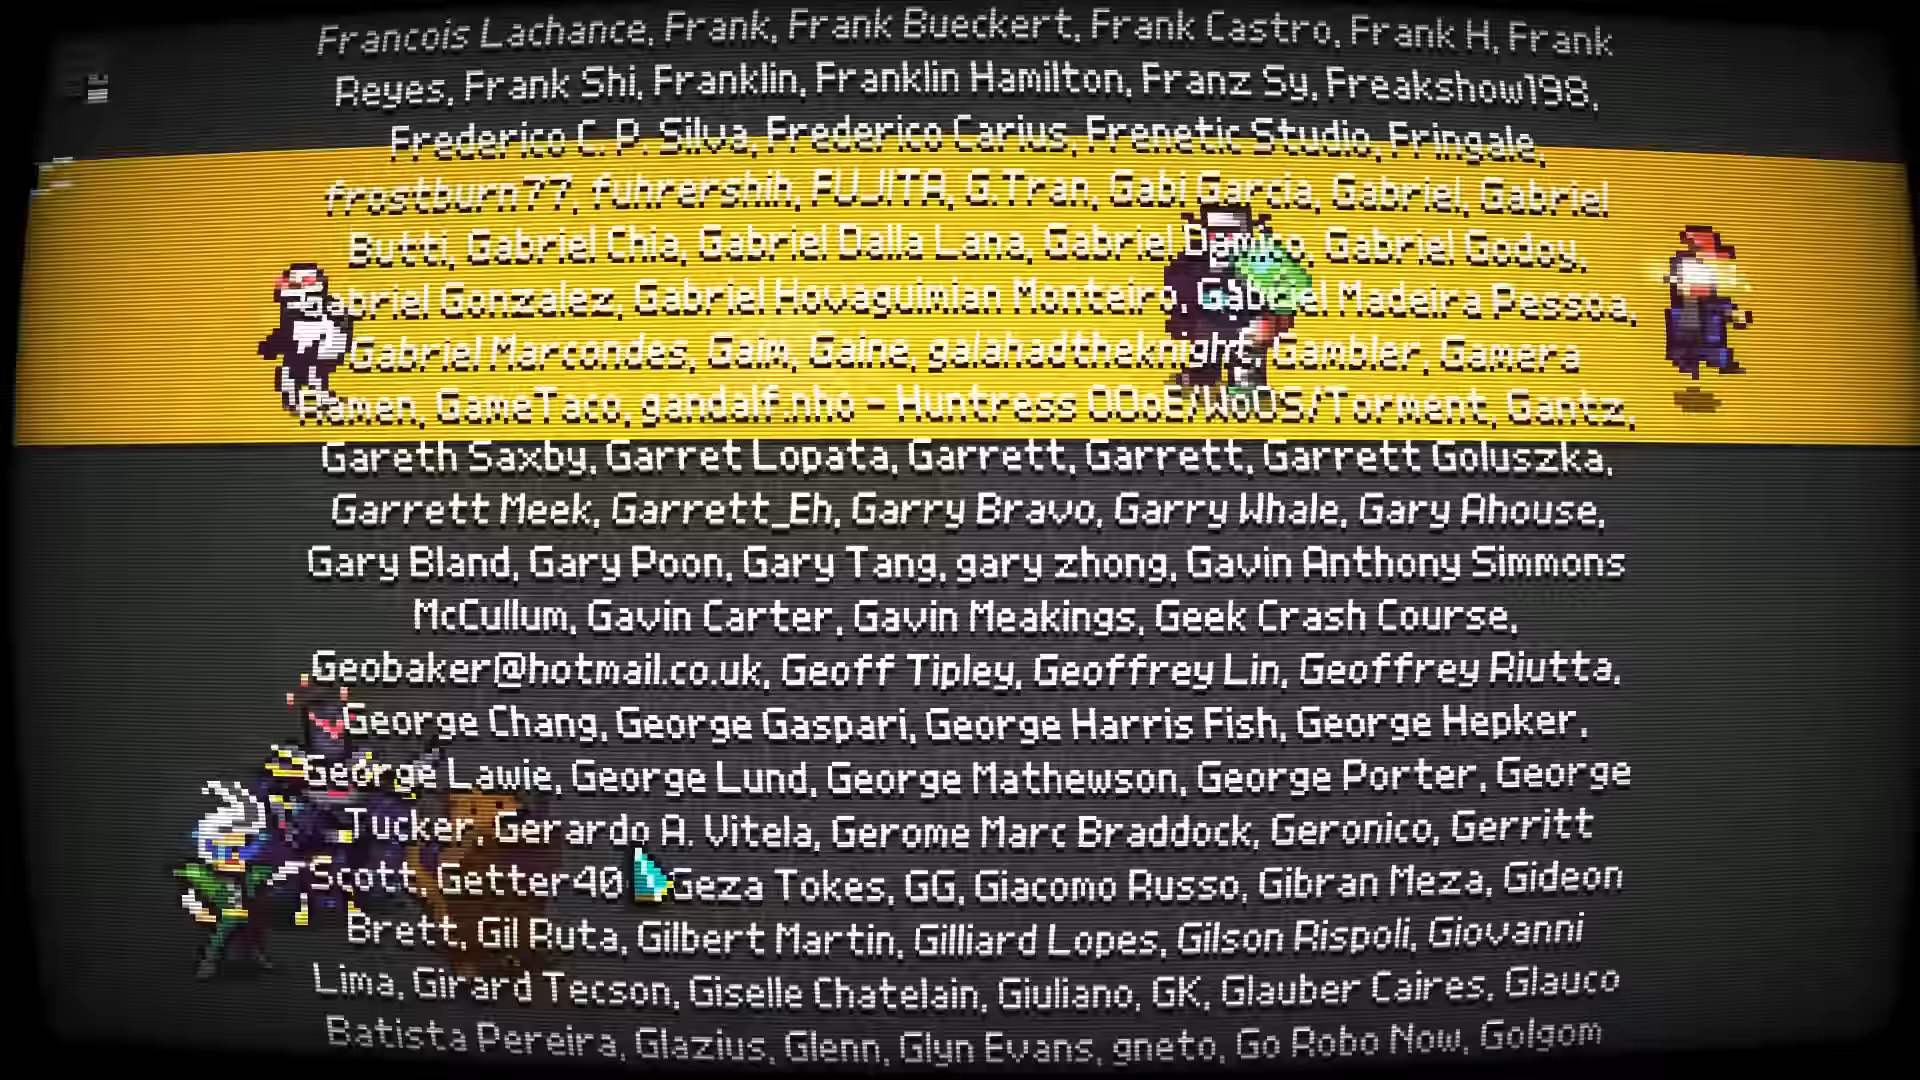 Francois Lachance, Frank, Frank Bueckert, Frank Castro, Frank H, Frank
Reyes, Frank Shi, Franklin, Franklin Hamilton, Franz Sy, Freakshow198,
Frederico C. P. Silva, Frederico Carius, Frenetic Studio, Fringale,
frostburn77, fuhrershih, FUJITA, G.Tran, Gabi Garcia, Gabriel, Gabriel
Butti, Gabriel Chia, Gabriel Dalla Lana, Gabriel Damico, Gabriel Godoy,
Gabriel Gonzalez, Gabriel Hovaguimian Monteiro, Gabriel Madeira Pessoa,
Gabriel Marcondes, Gaim, Gaine, galahadtheknight, Gambler, Gamera
Ramen, GameTaco, gandalf.nho - Huntress OOoE/WoOS/Torment, Gantz,
Gareth Saxby, Garret Lopata, Garrett, Garrett, Garrett Goluszka,
Garrett Meek, Garrett_Eh, Garry Bravo, Garry Whale, Gary Ahouse,
Gary Bland, Gary Poon, Gary Tang, gary zhong, Gavin Anthony Simmons
McCullum, Gavin Carter, Gavin Meakings, Geek Crash Course,
Geobaker@hotmail.co.uk, Geoff Tipley, Geoffrey Lin, Geoffrey Riutta,
George Chang, George Gaspari, George Harris Fish, George Hepker,
George Lawie, George Lund, George Mathewson, George Porter, George
Tucker, Gerardo A. Vitela, Gerome Marc Braddock, Geronico, Gerritt
Scott, Getter40 Geza Tokes, GG, Giacomo Russo, Gibran Meza, Gideon
Brett, Gil Ruta, Gilbert Martin, Gilliard Lopes, Gilson Rispoli, Giovanni
Lima, Girard Tecson, Giselle Chatelain, Giuliano, GK, Glauber Caires, Glauco
Batista Pereira, Glazius, Glenn, Glyn Evans, gneto, Go Robo Now, Golgom